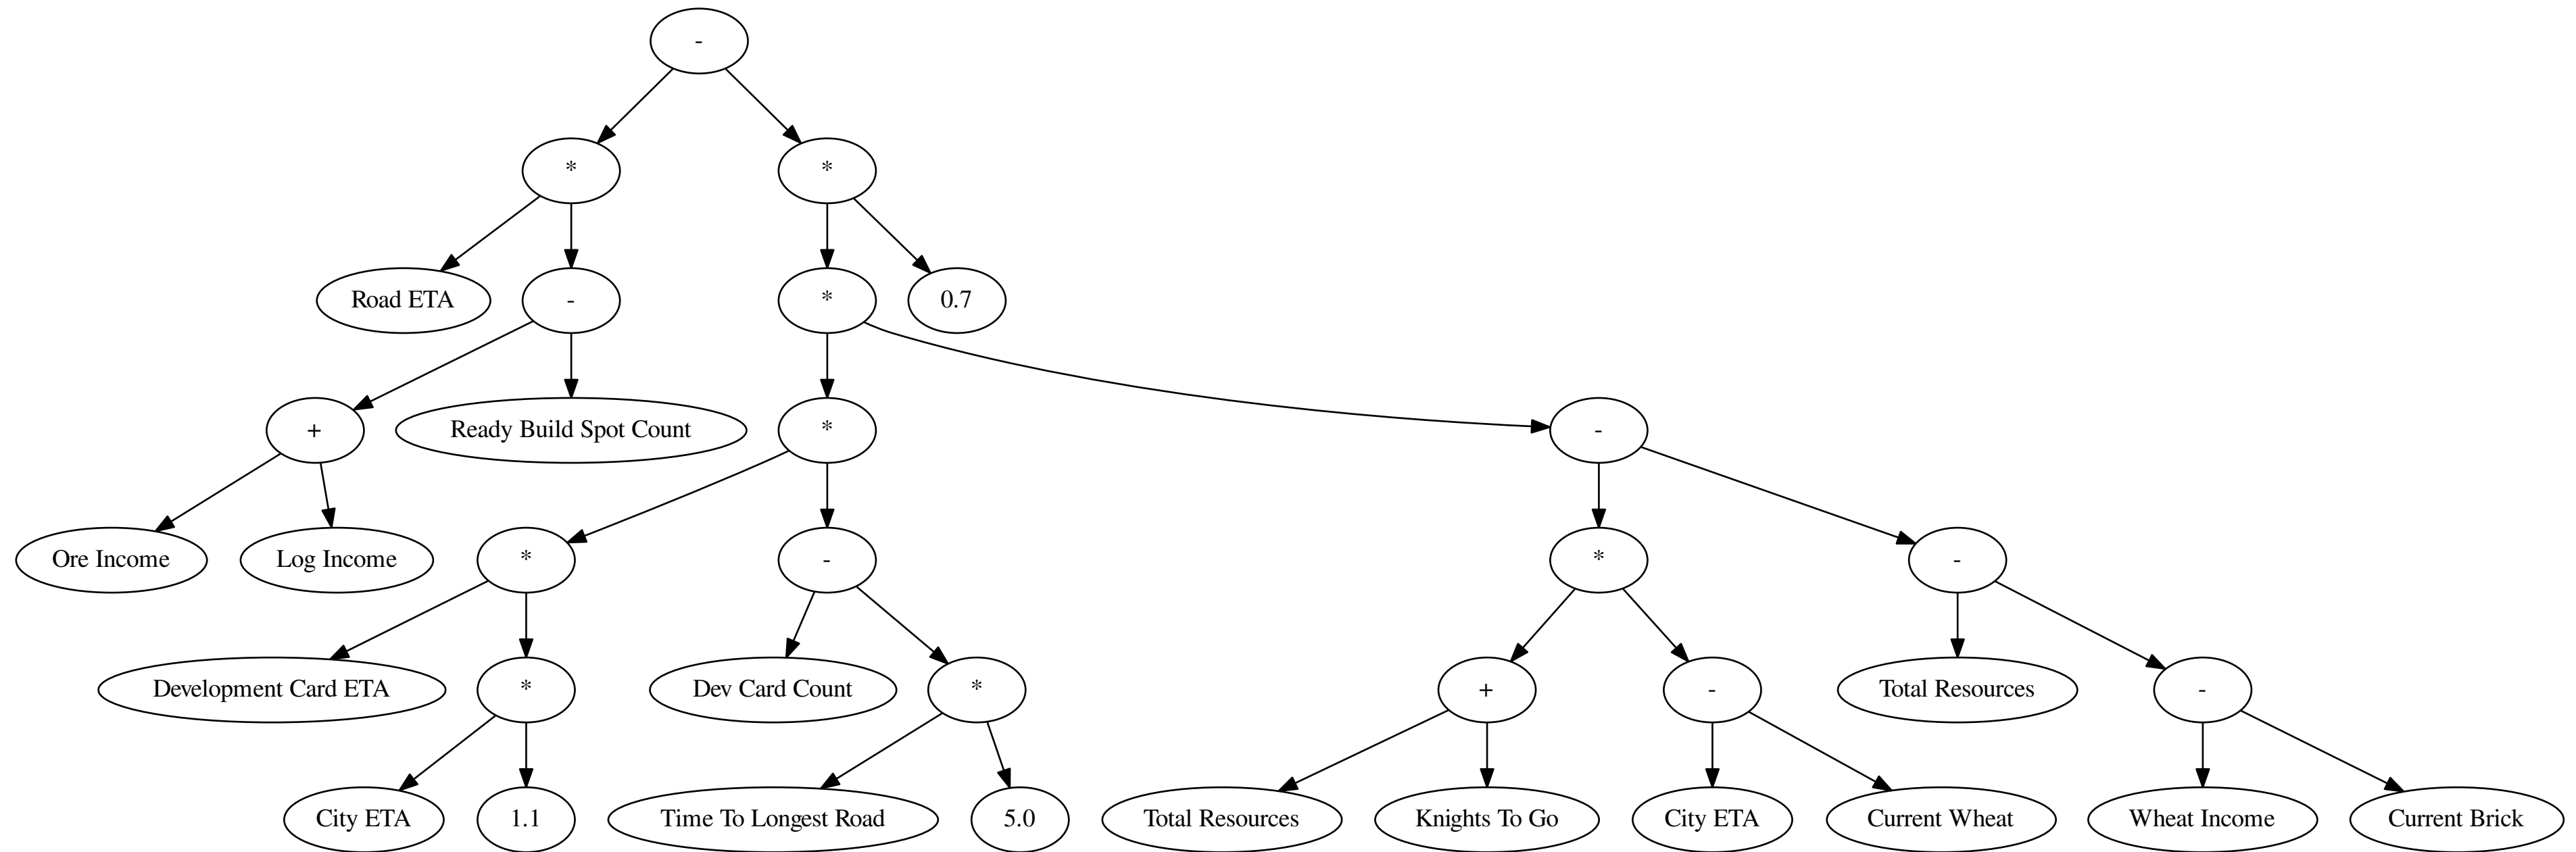 -
* *
Road ETA - * 0.7
+ Ready Build Spot Count * -
Ore Income Log Income * - * -
Development Card ETA * Dev Card Count * + - Total Resources -
City ETA 1.1 Time To Longest Road 5.0 Total Resources Knights To Go City ETA Current Wheat Wheat Income Current Brick